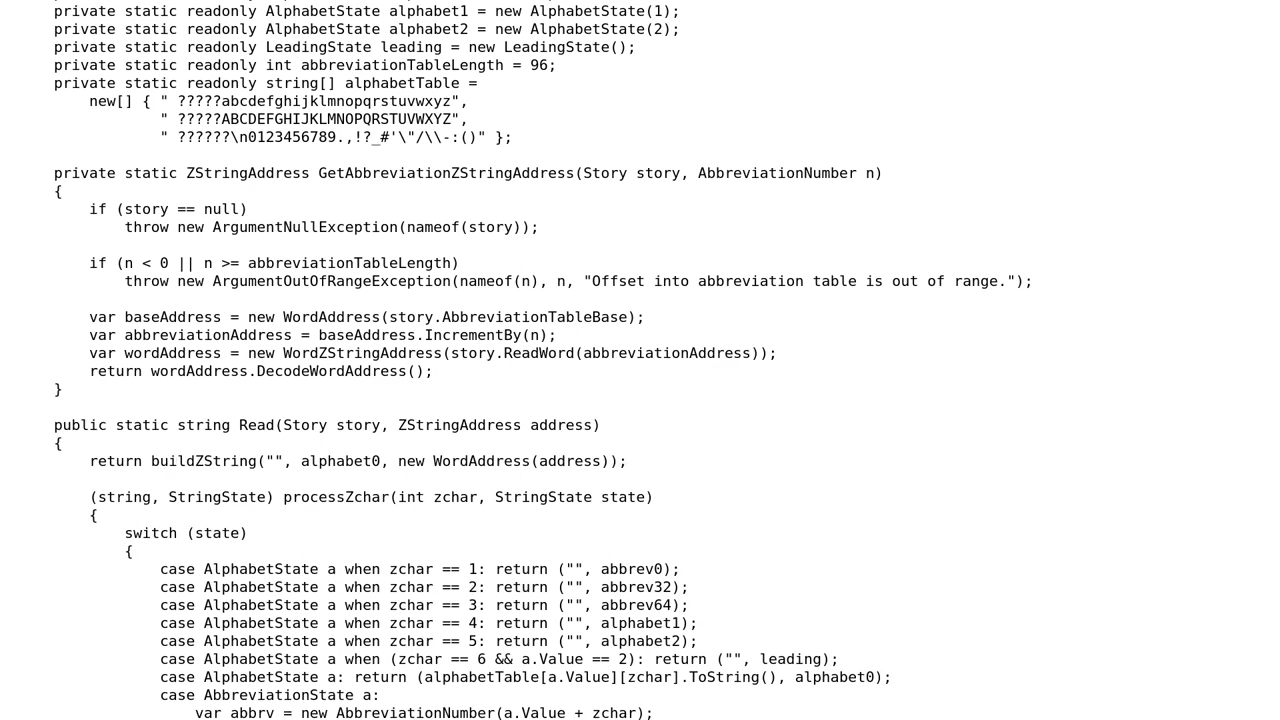 private static readonly AlphabetState alphabet1 = new AlphabetState(1);
private static readonly AlphabetState alphabet2 = new AlphabetState(2);
private static readonly LeadingState leading = new LeadingState();
private static readonly int abbreviationTableLength = 96;
private static readonly string[] alphabetTable =
    new[] { " ?????abcdefghijklmnopqrstuvwxyz",
            " ?????ABCDEFGHIJKLMNOPQRSTUVWXYZ",
            " ??????\n0123456789.,!?_#'\"/\\-:()" };

private static ZStringAddress GetAbbreviationZStringAddress(Story story, AbbreviationNumber n)
{
    if (story == null)
        throw new ArgumentNullException(nameof(story));

    if (n < 0 || n >= abbreviationTableLength)
        throw new ArgumentOutOfRangeException(nameof(n), n, "Offset into abbreviation table is out of range.");

    var baseAddress = new WordAddress(story.AbbreviationTableBase);
    var abbreviationAddress = baseAddress.IncrementBy(n);
    var wordAddress = new WordZStringAddress(story.ReadWord(abbreviationAddress));
    return wordAddress.DecodeWordAddress();
}

public static string Read(Story story, ZStringAddress address)
{
    return buildZString("", alphabet0, new WordAddress(address));

    (string, StringState) processZchar(int zchar, StringState state)
    {
        switch (state)
        {
            case AlphabetState a when zchar == 1: return ("", abbrev0);
            case AlphabetState a when zchar == 2: return ("", abbrev32);
            case AlphabetState a when zchar == 3: return ("", abbrev64);
            case AlphabetState a when zchar == 4: return ("", alphabet1);
            case AlphabetState a when zchar == 5: return ("", alphabet2);
            case AlphabetState a when (zchar == 6 && a.Value == 2): return ("", leading);
            case AlphabetState a: return (alphabetTable[a.Value][zchar].ToString(), alphabet0);
            case AbbreviationState a:
                var abbrv = new AbbreviationNumber(a.Value + zchar);